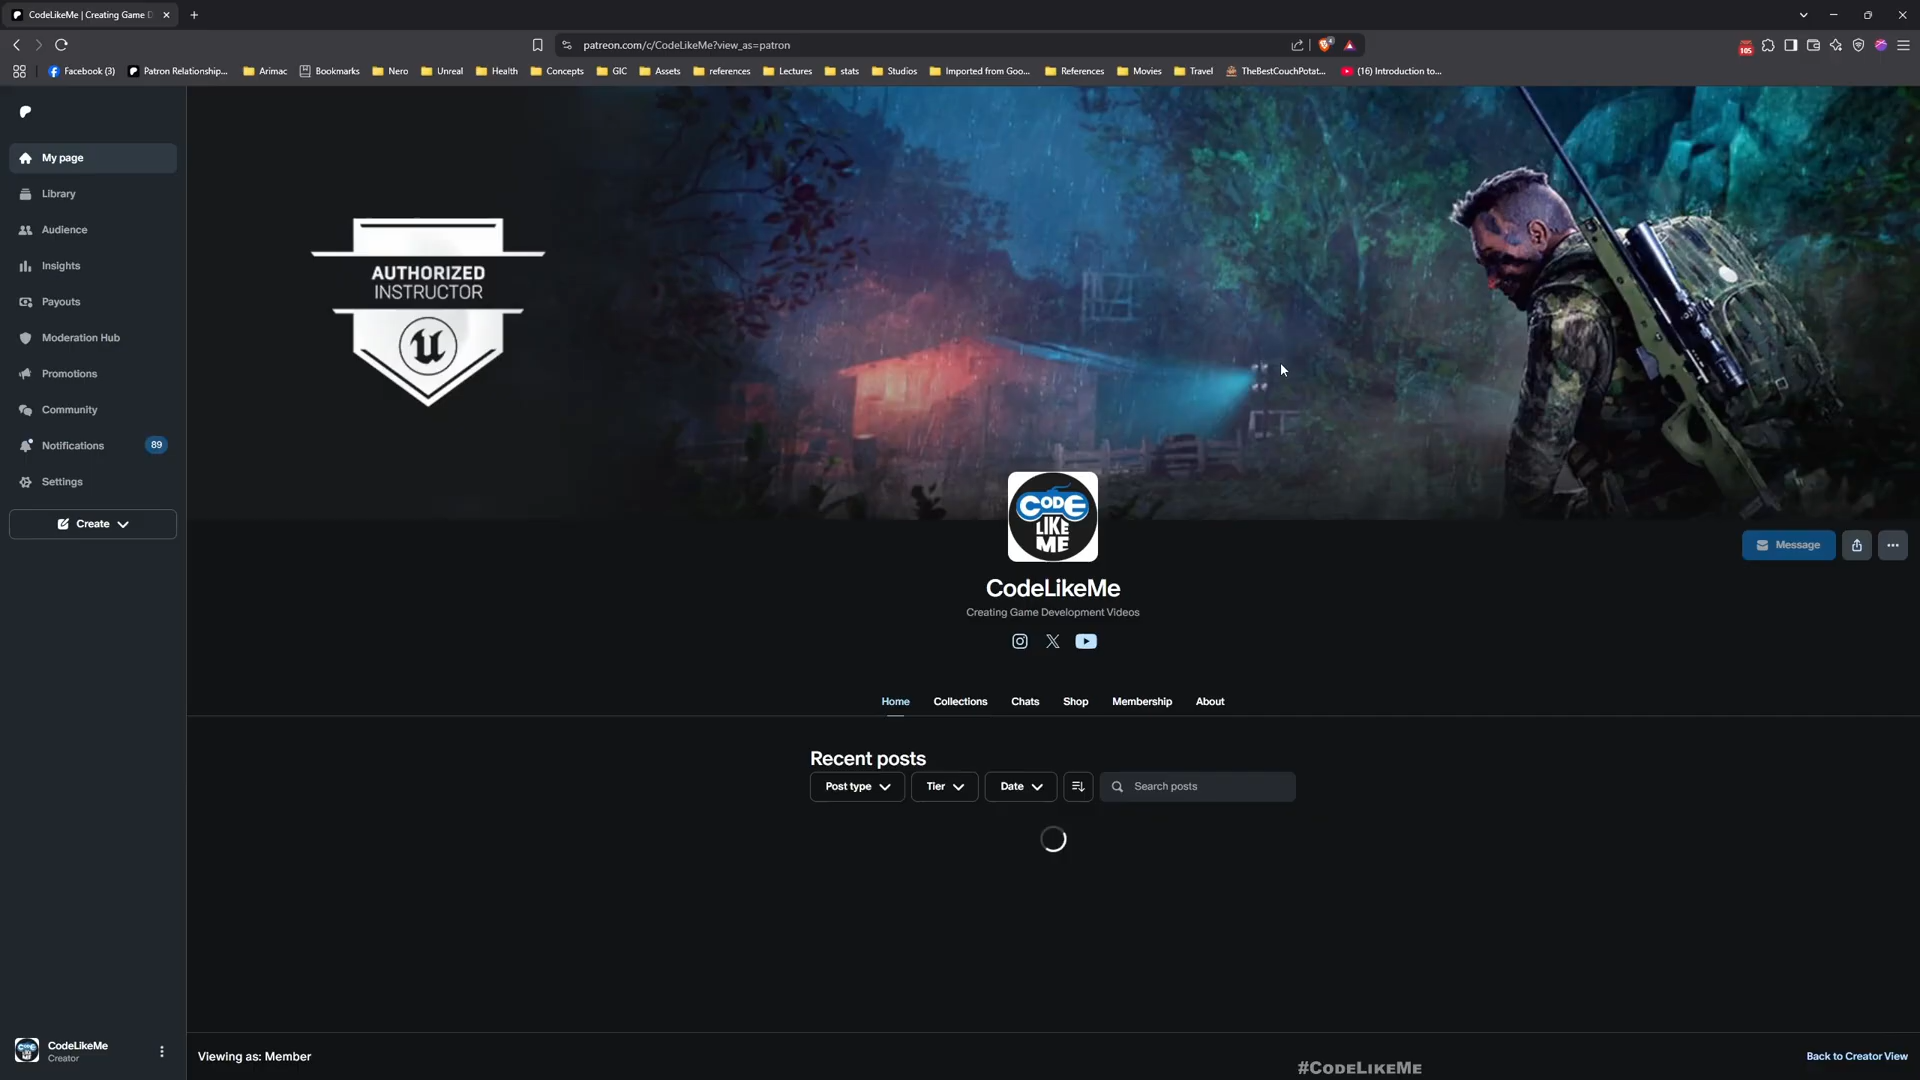 CodeLikeMe | Creating Game D
patreon.com/c/CodeLikeMe?view_as=patron
4
105
Facebook (3)
Patron Relationship...
Arimac
Bookmarks
Nero
Unreal
Health
Concepts
GIC
Assets
references
Lectures
stats
Studios
Imported from Goo...
References
Movies
Travel
TheBestCouchPotat...
(16) Introduction to...
My page
Library
Audience
Insights
Payouts
Moderation Hub
Promotions
Community
Notifications
89
Settings
Create
AUTHORIZED
INSTRUCTOR
CODE
LIKE
ME
Message
CodeLikeMe
Creating Game Development Videos
Home
Collections
Chats
Shop
Membership
About
Recent posts
Post type
Tier
Date
Search posts
CodeLikeMe
Creator
Viewing as: Member
#CodeLikeMe
Back to Creator View